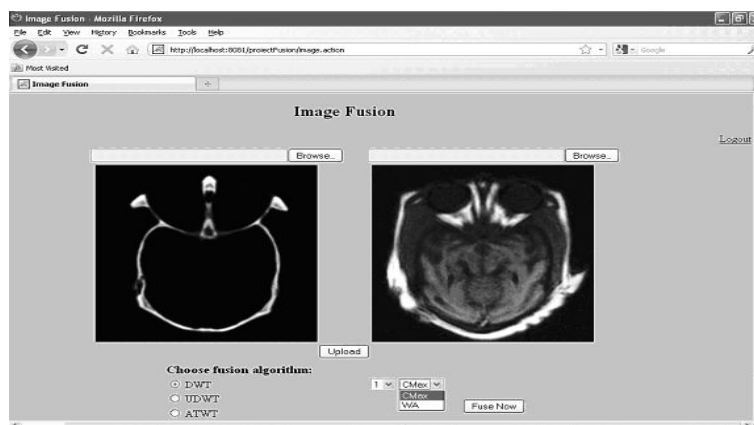 Image Fusion - Mozilla Firefox
File Edit View History Bookmarks Tools Help
http://localhost:8081/projectFusion/image.action
Google
Most Visited
Image Fusion
Image Fusion
Logout
Browse... Browse...
Upload
Choose fusion algorithm:
DWT 1 CMax
UDWT CMax
WA Fuse Now
ATWT